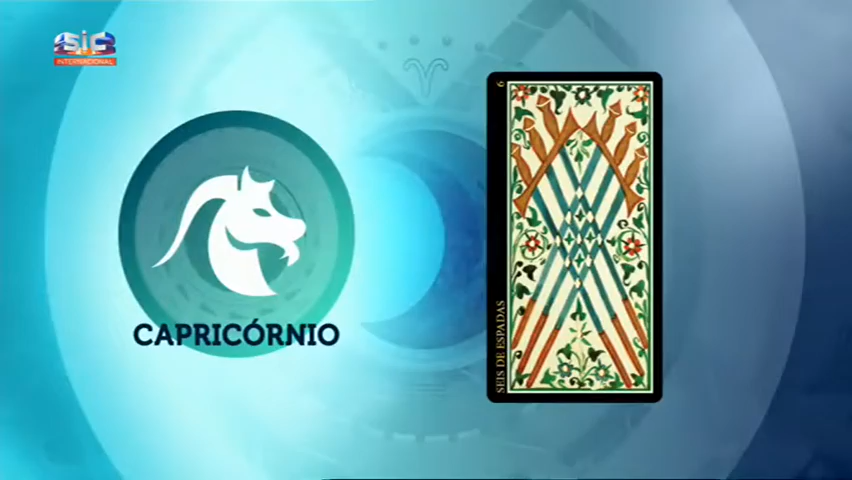 SIC
INTERNACIONAL
CAPRICÓRNIO
6
SEIS DE ESPADAS